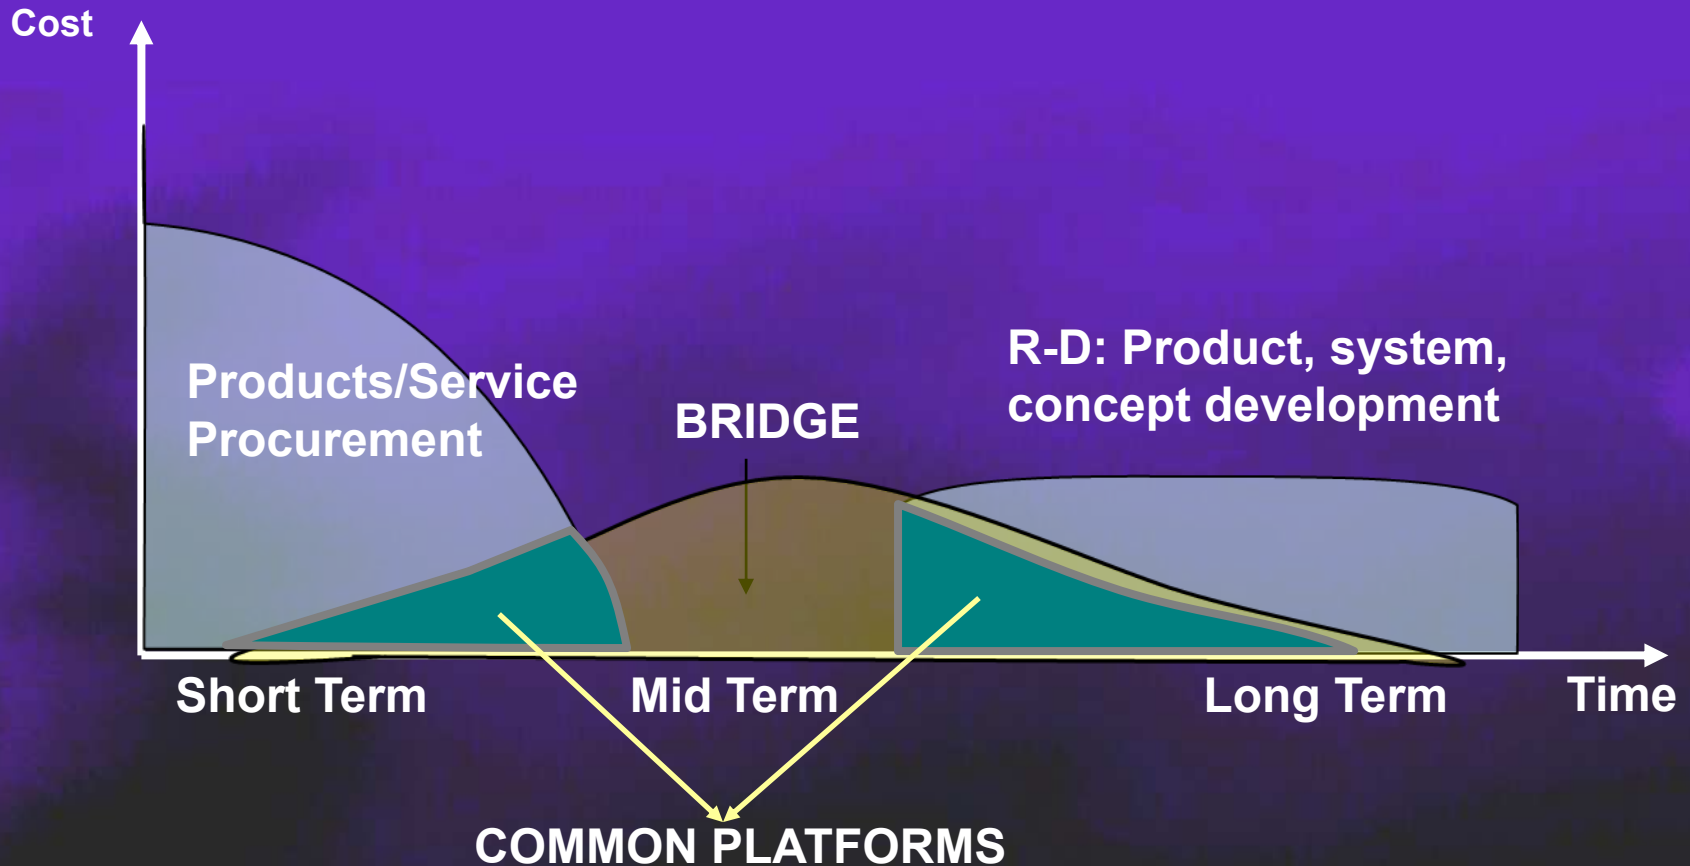 Cost
Products/Service
Procurement
BRIDGE
R-D: Product, system,
concept development
Short Term
Mid Term
Long Term
Time
COMMON PLATFORMS